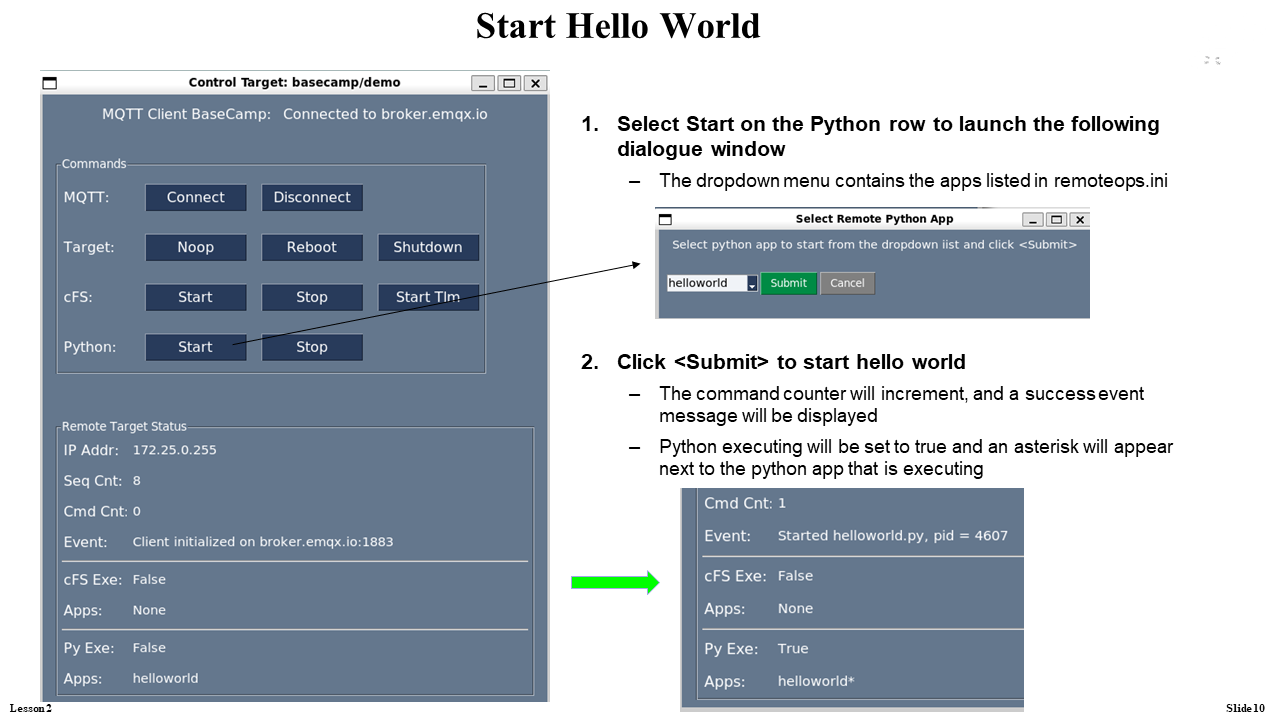 Start Hello World
Control Target: basecamp/demo
MQTT Client BaseCamp: Connected to broker.emqx.io
Commands
MQTT: Connect Disconnect
Target: Noop Reboot Shutdown
cFS: Start Stop Start Tlm
Python: Start Stop
Remote Target Status
IP Addr: 172.25.0.255
Seq Cnt: 8
Cmd Cnt: 0
Event: Client initialized on broker.emqx.io:1883
cFS Exe: False
Apps: None
Py Exe: False
Apps: helloworld
1. Select Start on the Python row to launch the following
dialogue window
– The dropdown menu contains the apps listed in remoteops.ini
Select Remote Python App
Select python app to start from the dropdown iist and click <Submit>
helloworld Submit Cancel
2. Click <Submit> to start hello world
– The command counter will increment, and a success event
message will be displayed
– Python executing will be set to true and an asterisk will appear
next to the python app that is executing
Cmd Cnt: 1
Event: Started helloworld.py, pid = 4607
cFS Exe: False
Apps: None
Py Exe: True
Apps: helloworld*
Lesson 2
Slide 10